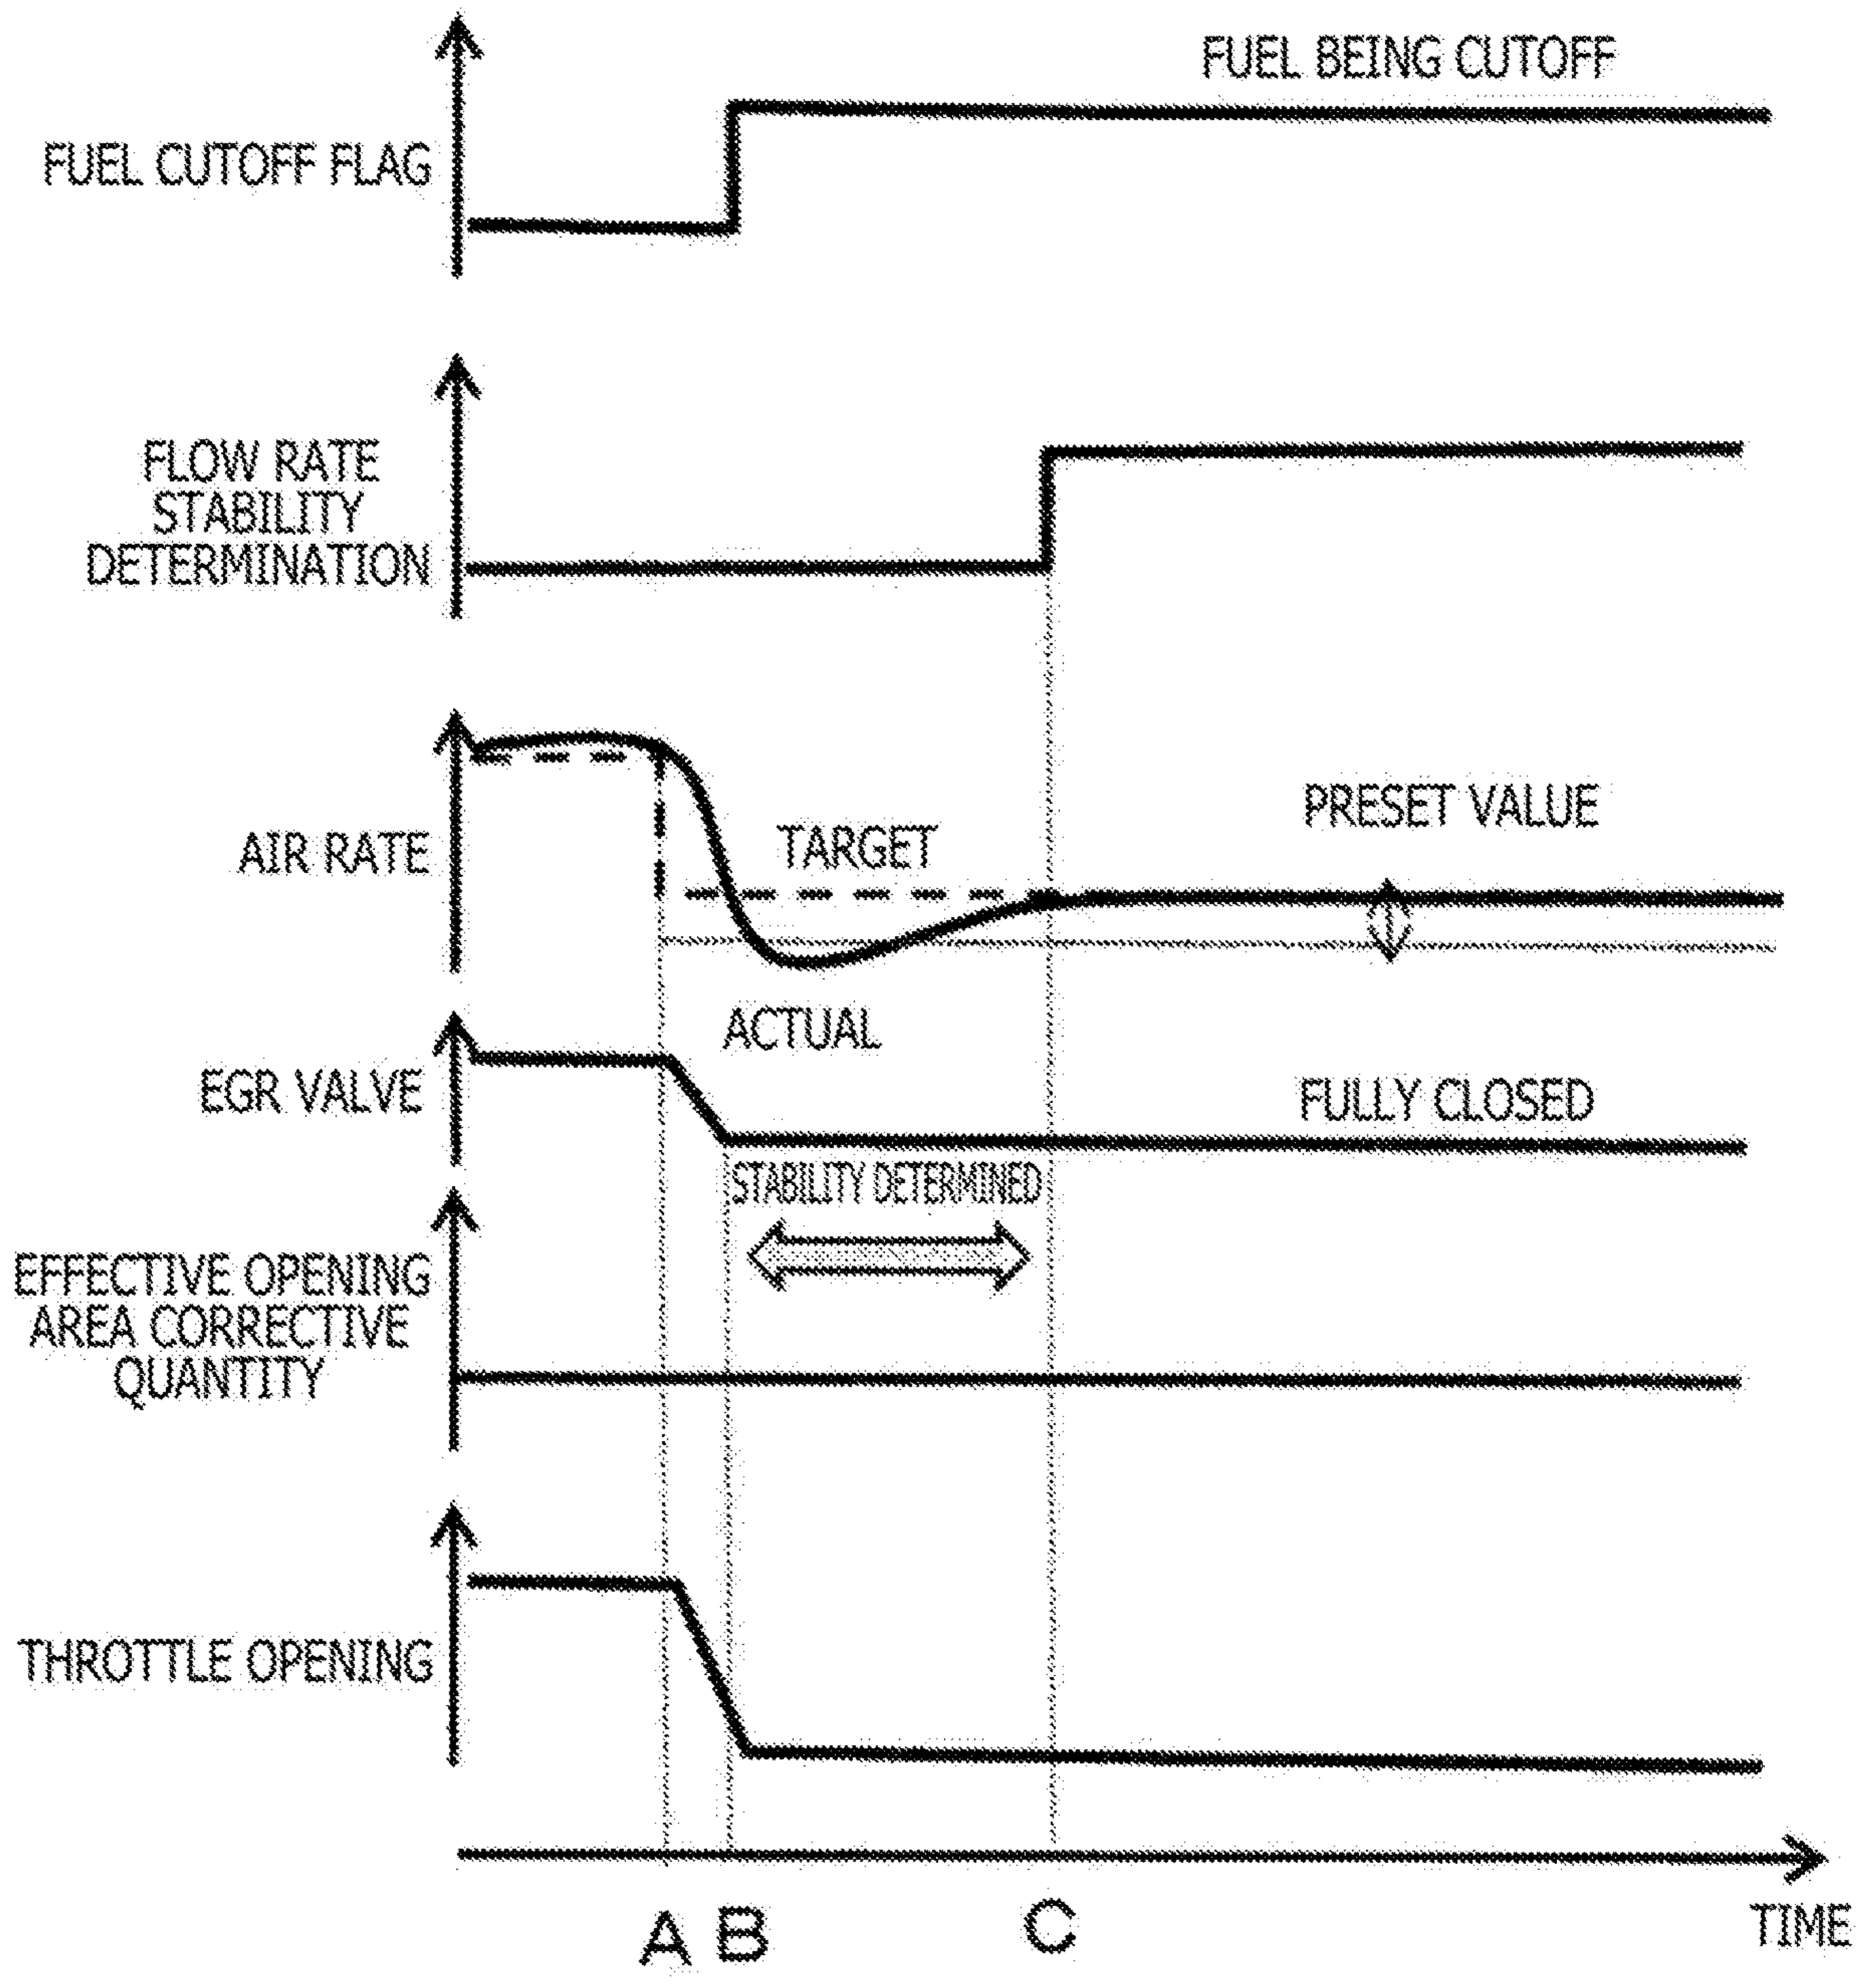 FUEL BEING CUTOFF
FUEL CUTOFF FLAG
FLOW RATE
STABILITY
DETERMINATION
PRESET VALUE
TARGET
AIR RATE
ACTUAL
EGR VALVE
FULLY CLOSED
STABILITY DETERMINED
EFFECTIVE OPENING
AREA CORRECTIVE
QUANTITY
THROTTLE OPENING
A B C
TIME